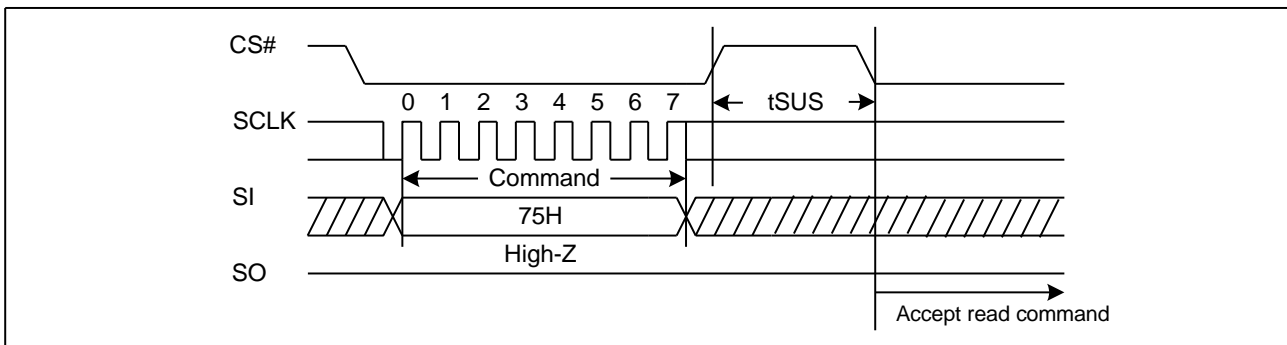 CS#
0 1 2 3 4 5 6 7
tSUS
SCLK
Command
SI
75H
High-Z
SO
Accept read command